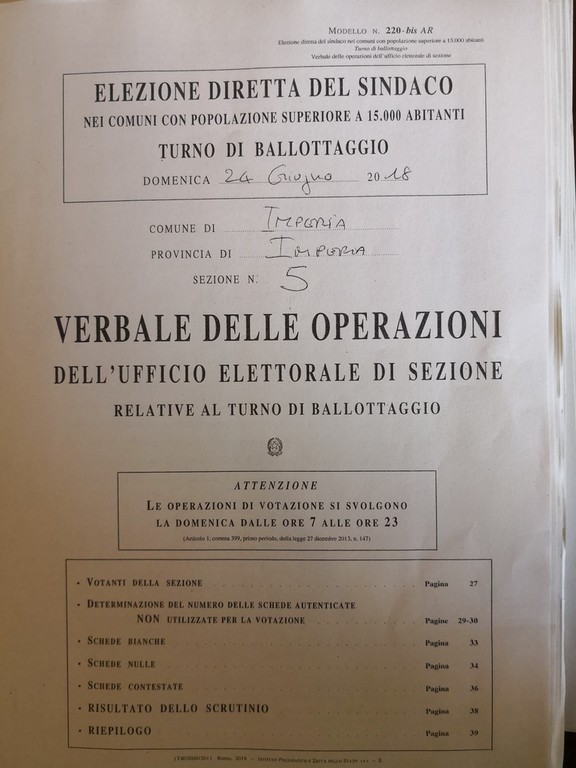 MODELLO N. 220-bis AR
Elezione diretta del sindaco nei comuni con popolazione superiore a 15.000 abitanti
Turno di ballottaggio
Verbale delle operazioni dell'ufficio elettorale di sezione
ELEZIONE DIRETTA DEL SINDACO
NEI COMUNI CON POPOLAZIONE SUPERIORE A 15.000 ABITANTI
TURNO DI BALLOTTAGGIO
DOMENICA 24 Giugno 2018
COMUNE DI IMPERIA
PROVINCIA DI IMPERIA
SEZIONE N. 5
VERBALE DELLE OPERAZIONI
DELL'UFFICIO ELETTORALE DI SEZIONE
RELATIVE AL TURNO DI BALLOTTAGGIO
ATTENZIONE
LE OPERAZIONI DI VOTAZIONE SI SVOLGONO
LA DOMENICA DALLE ORE 7 ALLE ORE 23
(Articolo 1, comma 399, primo periodo, della legge 27 dicembre 2013, n. 147)
• VOTANTI DELLA SEZIONE . . . Pagina 27
• DETERMINAZIONE DEL NUMERO DELLE SCHEDE AUTENTICATE
NON UTILIZZATE PER LA VOTAZIONE . . . Pagine 29-30
• SCHEDE BIANCHE . . . Pagina 33
• SCHEDE NULLE . . . Pagina 34
• SCHEDE CONTESTATE . . . Pagina 36
• RISULTATO DELLO SCRUTINIO . . . Pagina 38
• RIEPILOGO . . . Pagina 39
Roma, 2018 - ISTITUTO POLIGRAFICO E ZECCA DELLO STATO